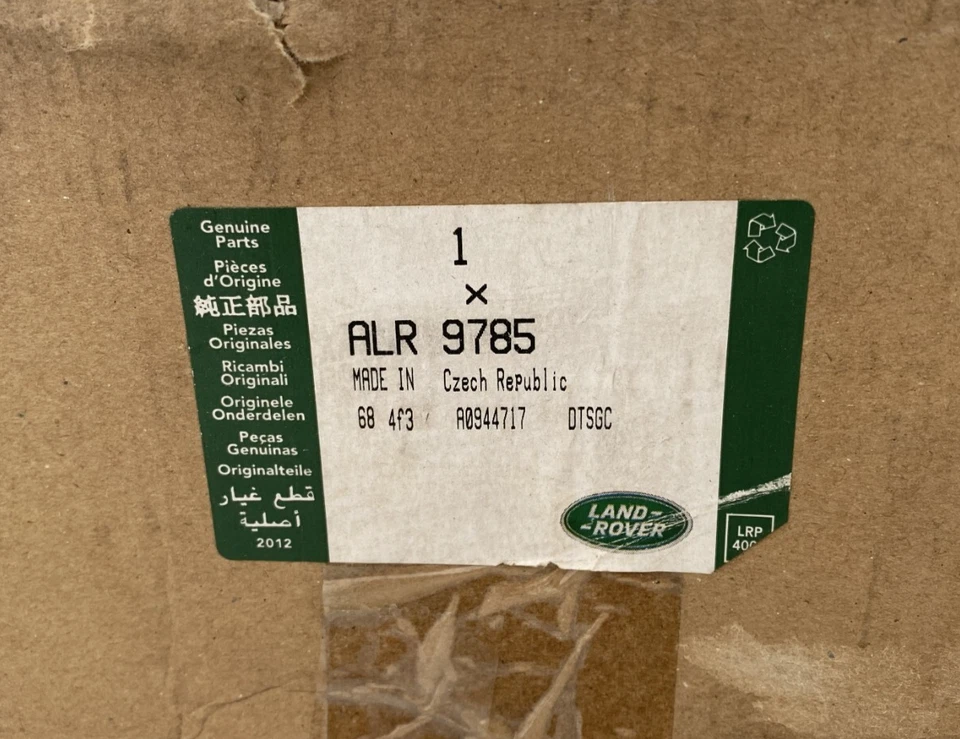 Genuine
Parts
Pièces
d'Origine
純正部品
Piezas
Originales
Ricambi
Originali
Originele
Onderdelen
Peças
Genuinas
Originalteile
قطع غيار
أصلية
2012
1
×
ALR 9785
MADE IN Czech Republic
68 4f3 A0944717 DTSGC
LAND-
-ROVER
LRP